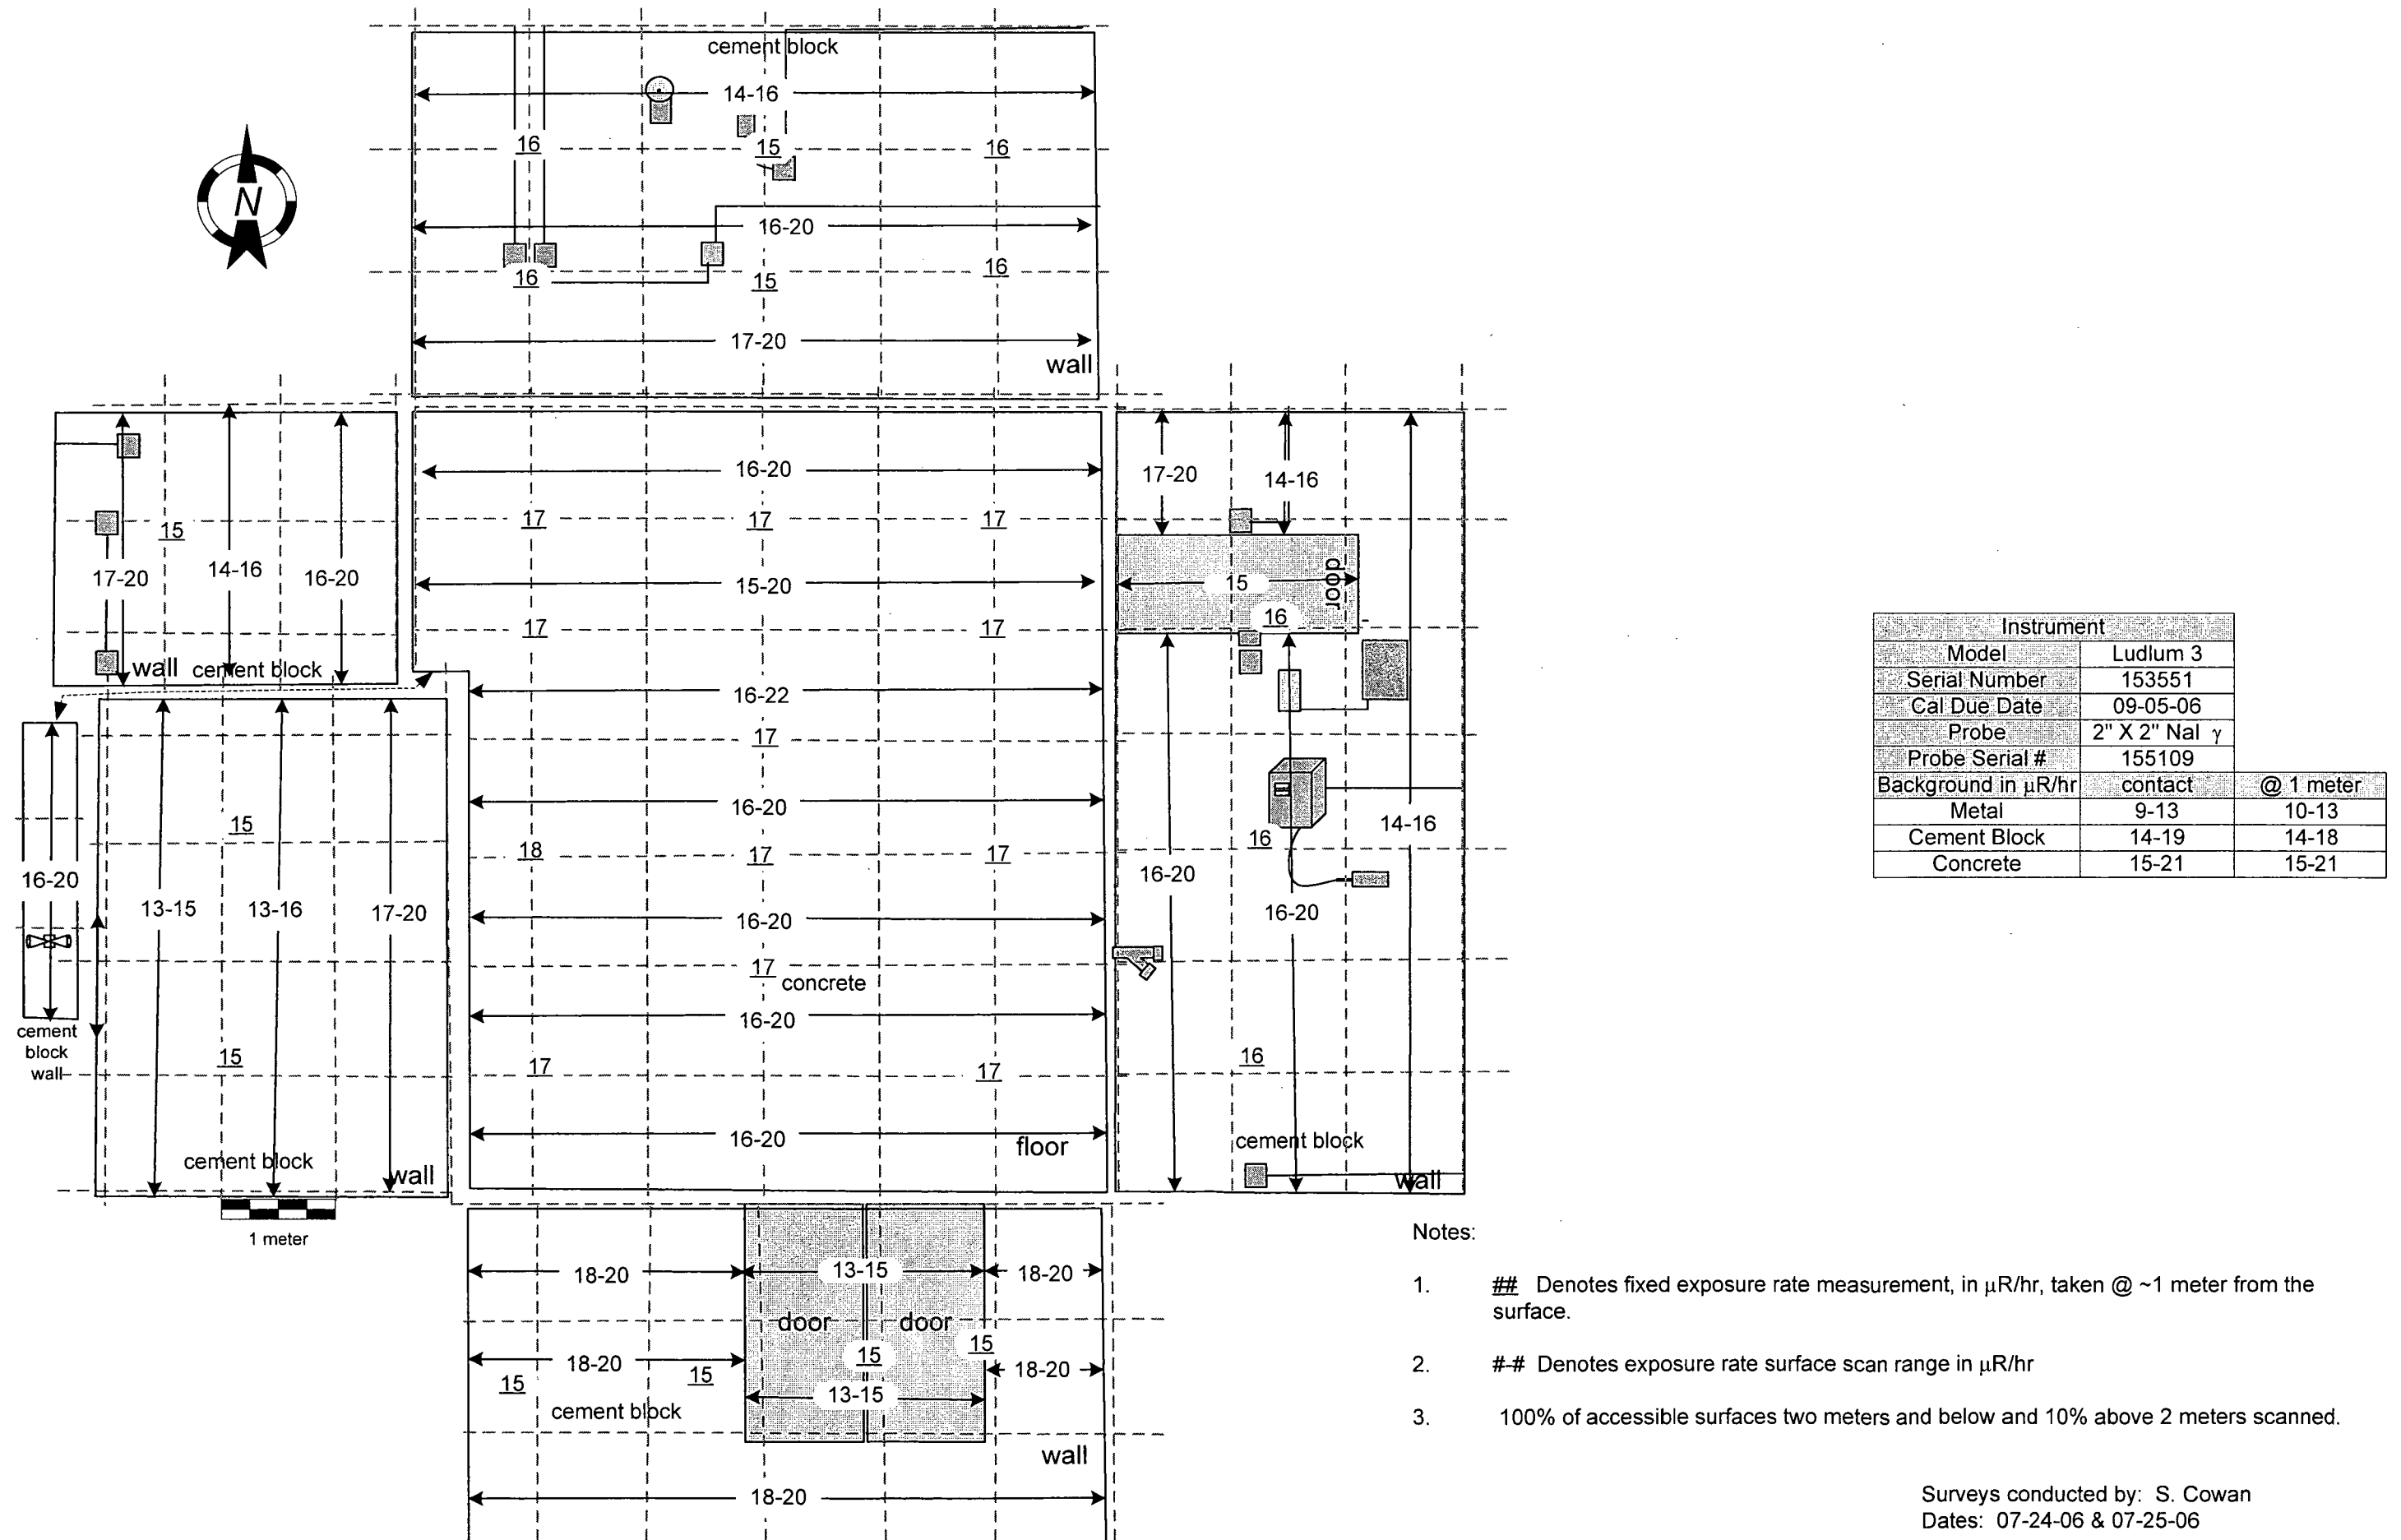 cement block
14-16
16
15
16
N
16-20
16
15
16
17-20
wall
17-20
15
14-16
16-20
wall cement block
16-20
17
17
17
15-20
17
17
16-22
17
16-20
18
17
17
16-20
17
concrete
16-20
17
17
16-20
floor
17-20
14-16
door
15
16
16-20
16
14-16
16-20
16
cement block
wall
16-20
cement
block
wall
15
13-15
13-16
17-20
15
cement block
wall
1 meter
18-20
13-15
18-20
door
door
15
15
18-20
18-20
15
15
13-15
cement block
wall
18-20
Instrument
Model Ludlum 3
Serial Number 153551
Cal Due Date 09-05-06
Probe 2" X 2" NaI γ
Probe Serial # 155109
Background in μR/hr contact @ 1 meter
Metal 9-13 10-13
Cement Block 14-19 14-18
Concrete 15-21 15-21
Notes:
1. ## Denotes fixed exposure rate measurement, in μR/hr, taken @ ~1 meter from the
surface.
2. #-# Denotes exposure rate surface scan range in μR/hr
3. 100% of accessible surfaces two meters and below and 10% above 2 meters scanned.
Surveys conducted by: S. Cowan
Dates: 07-24-06 & 07-25-06